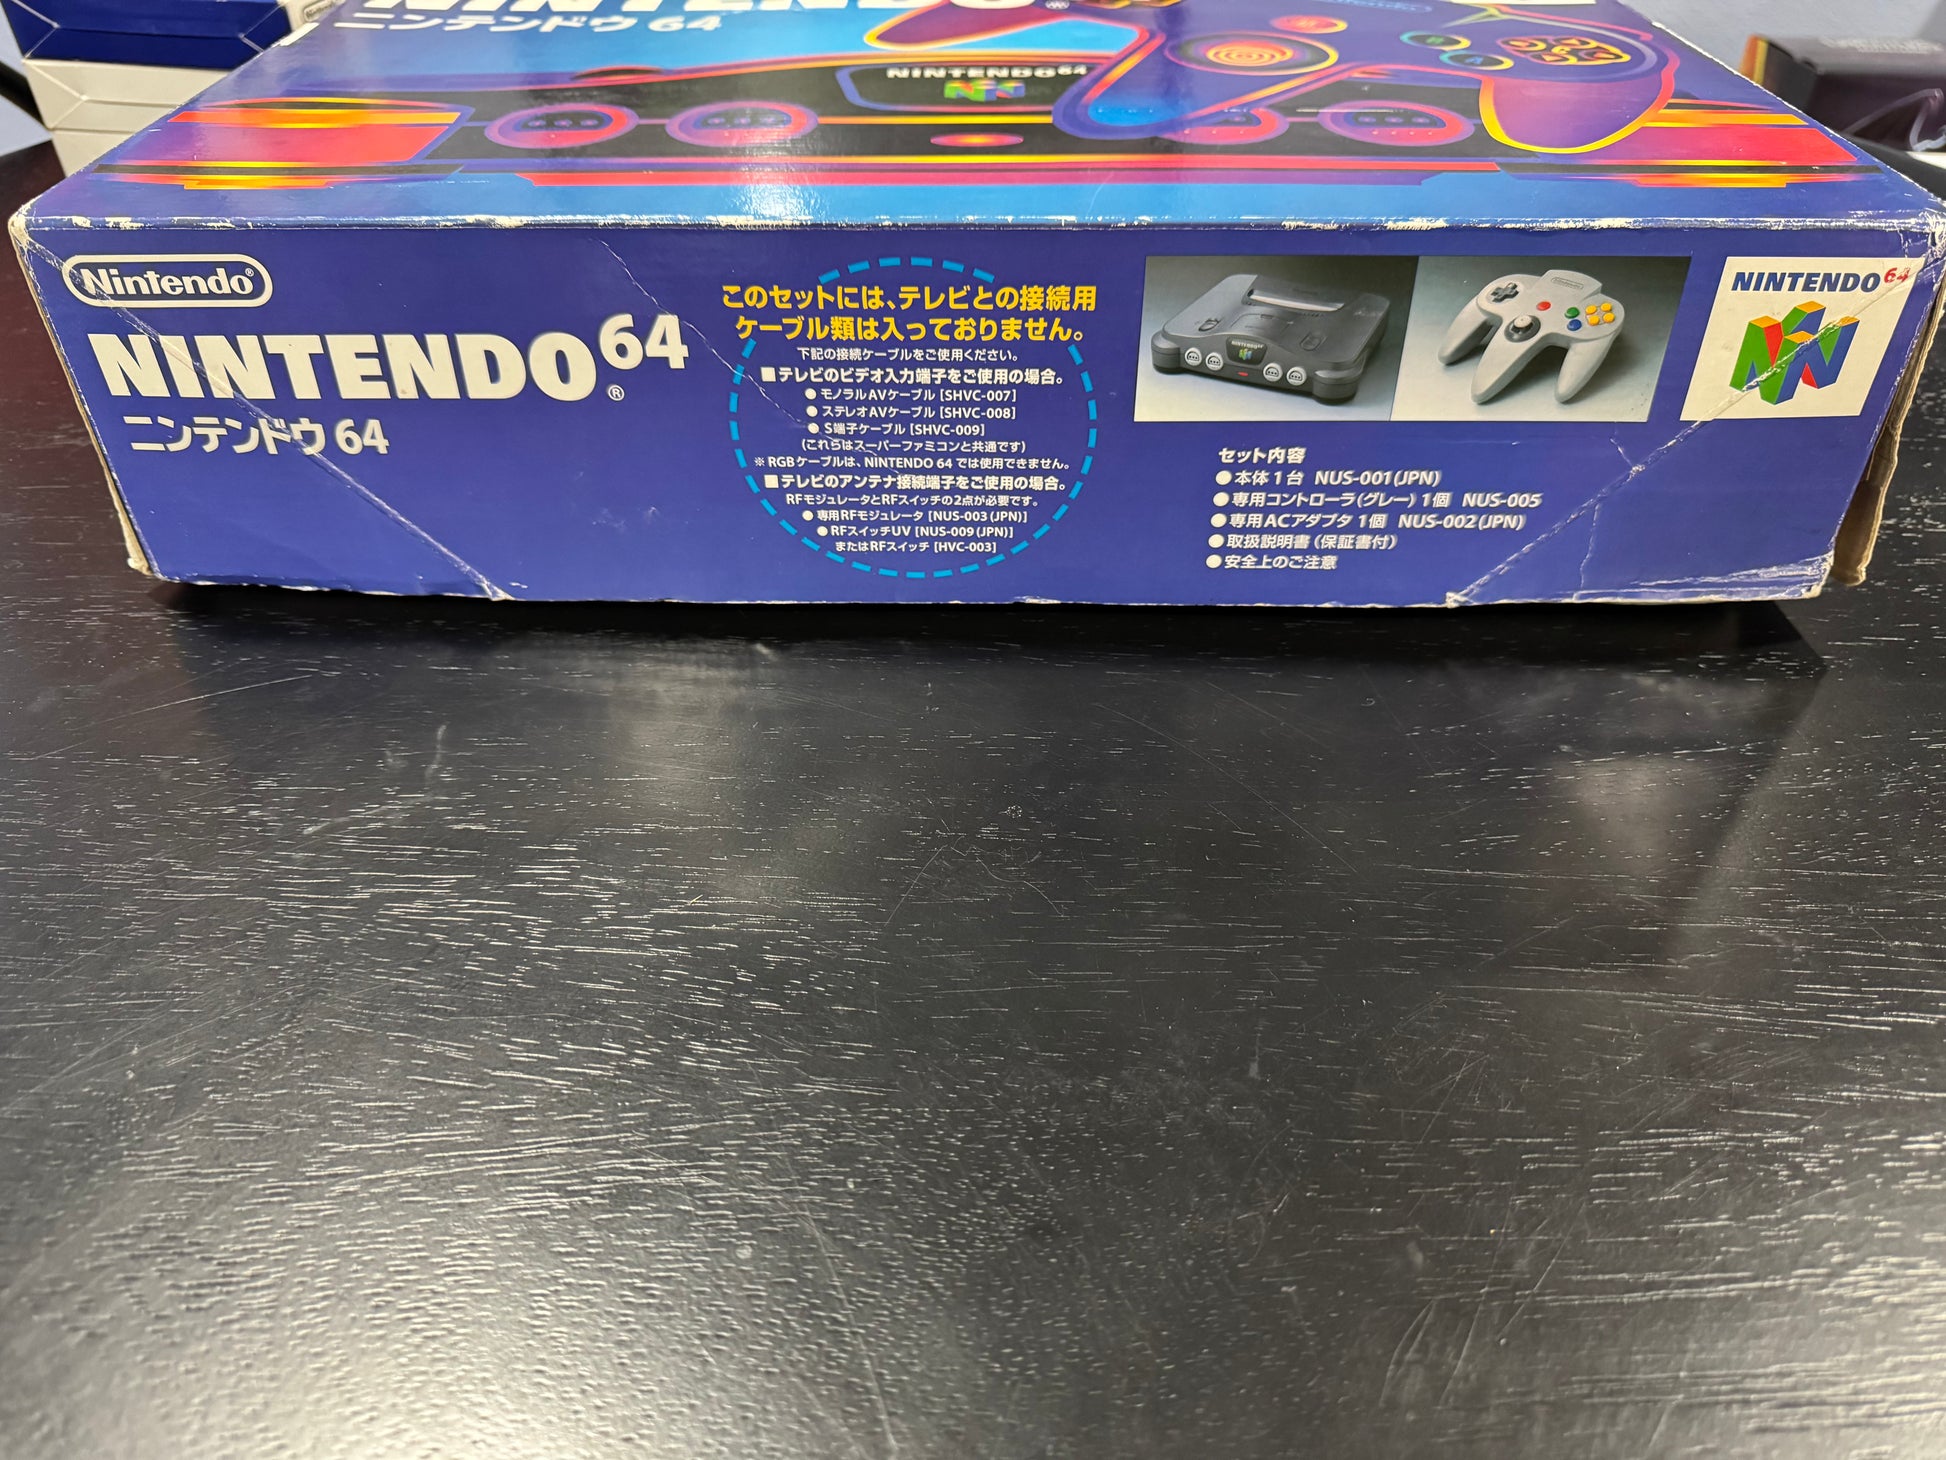 NINTENDO
ニンテンドウ64
NINTENDO64
Nintendo®
NINTENDO64®
ニンテンドウ64
このセットには、テレビとの接続用
ケーブル類は入っておりません。
下記の接続ケーブルをご使用ください。
■テレビのビデオ入力端子をご使用の場合。
●モノラルAVケーブル[SHVC-007]
●ステレオAVケーブル[SHVC-008]
●S端子ケーブル[SHVC-009]
(これらはスーパーファミコンと共通です)
※RGBケーブルは、NINTENDO 64では使用できません。
■テレビのアンテナ接続端子をご使用の場合。
RFモジュレータとRFスイッチの2点が必要です。
●専用RFモジュレータ[NUS-003(JPN)]
●RFスイッチUV[NUS-009(JPN)]
またはRFスイッチ[HVC-003]
セット内容
●本体1台 NUS-001(JPN)
●専用コントローラ(グレー)1個 NUS-005
●専用ACアダプタ1個 NUS-002(JPN)
●取扱説明書(保証書付)
●安全上のご注意
NINTENDO64